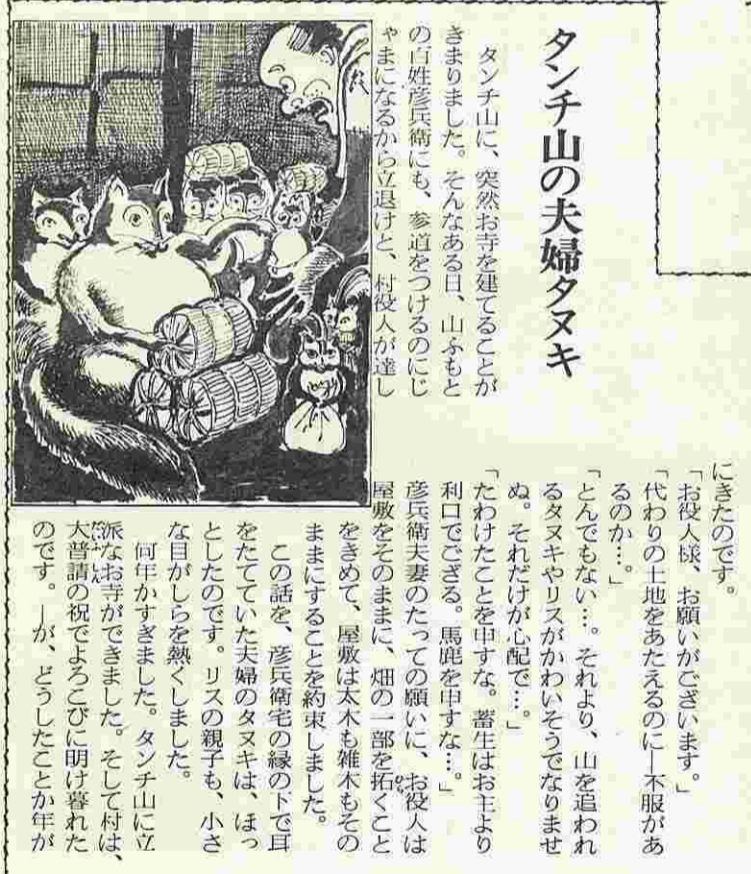 タンチ山の夫婦タヌキ
タンチ山に、突然お寺を建てることが
きまりました。そんなある日、山ふもと
の百姓彦兵衛にも、参道をつけるのにじ
ゃまになるから立退けと、村役人が達し
にきたのです。
「お役人様、お願いがございます。」
「代わりの土地をあたえるのに―不服があ
るのか…。」
「とんでもない…。それより、山を追われ
るタヌキやリスがかわいそうでなりませ
ぬ。それだけが心配で…。」
「たわけたことを申すな。蓄生はお主より
利口でござる。馬鹿を申すな…。」
彦兵衛夫妻のたっての願いに、お役人は
屋敷をそのままに、畑の一部を拓くこと
をきめて、屋敷は太木も雑木もその
ままにすることを約束しました。
この話を、彦兵衛宅の縁の下で耳
をたてていた夫婦のタヌキは、ほっ
としたのです。リスの親子も、小さ
な目がしらを熱くしました。
何年かすぎました。タンチ山に立
派なお寺ができました。そして村は、
大普請の祝でよろこびに明け暮れた
のです。―が、どうしたことか年が